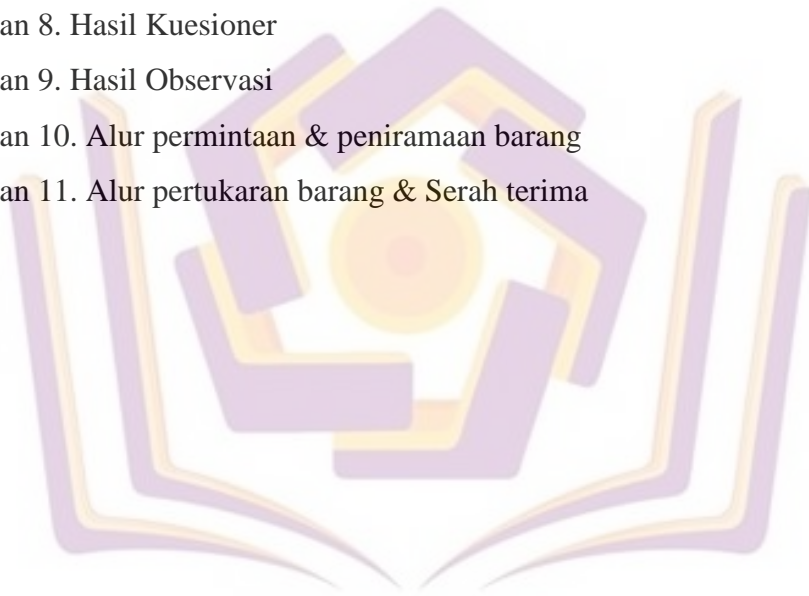 an 8. Hasil Kuesioner
an 9. Hasil Observasi
an 10. Alur permintaan & peniramaan barang
an 11. Alur pertukaran barang & Serah terima